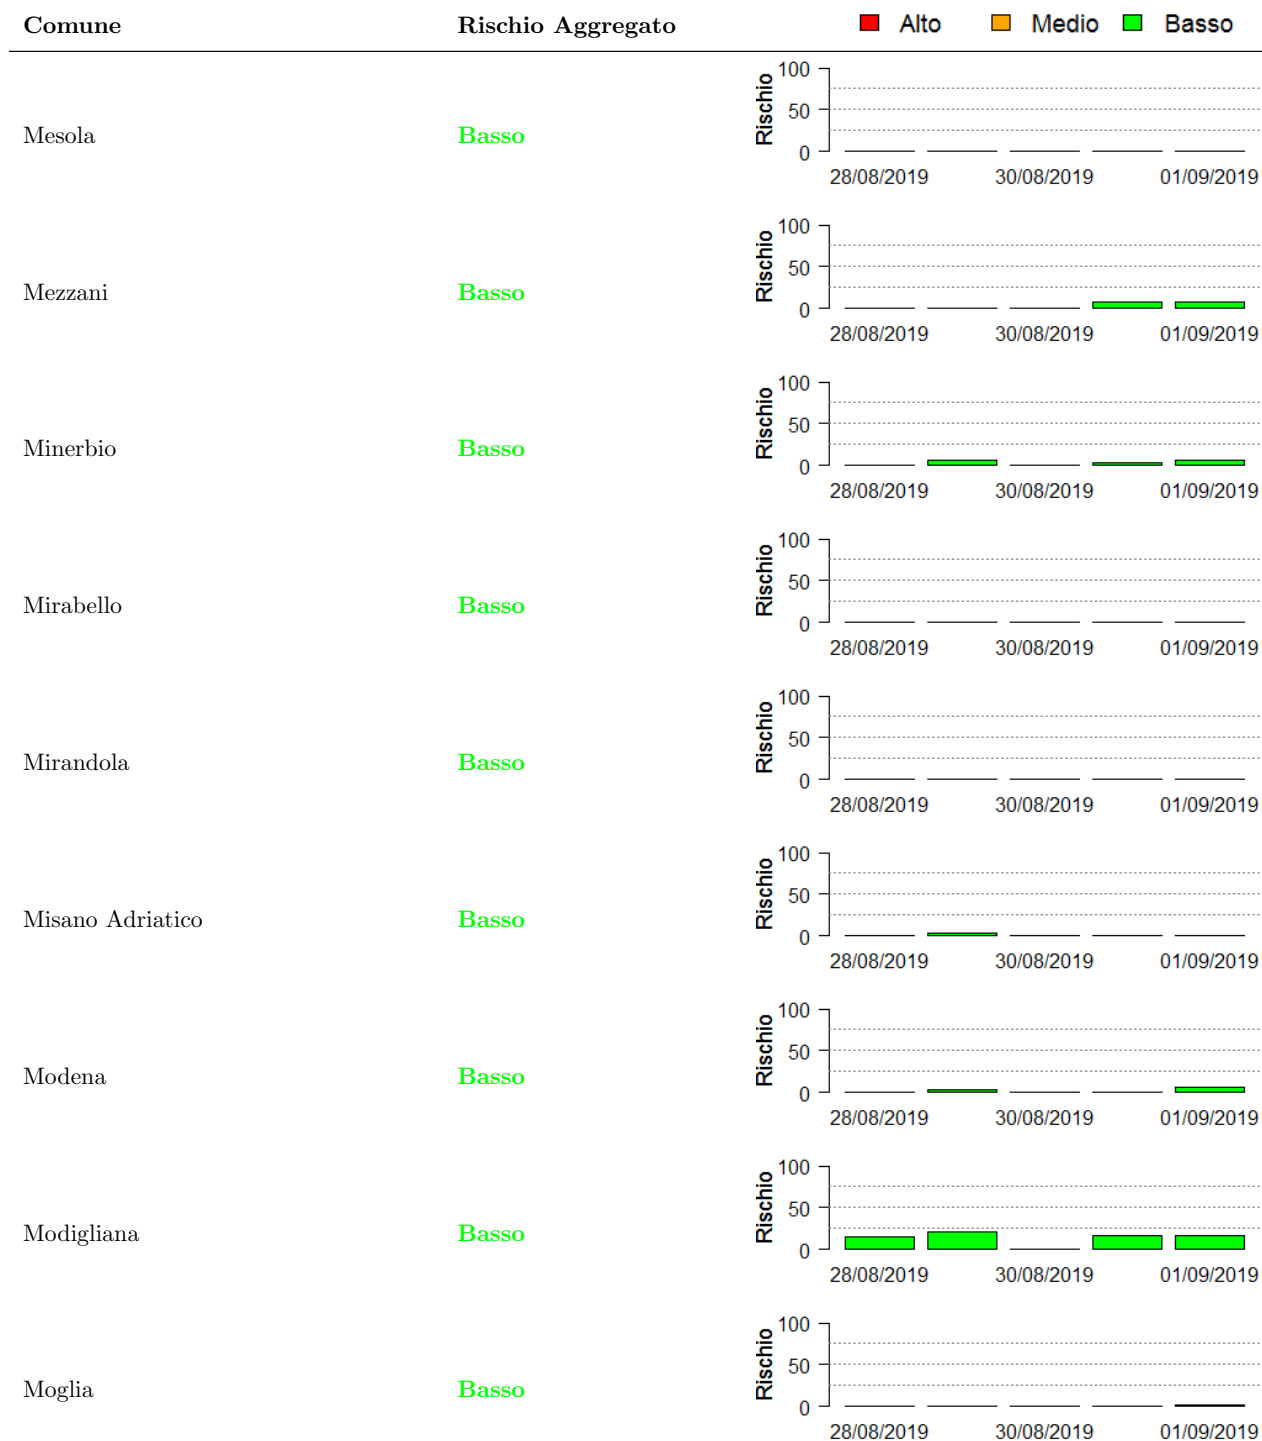 Comune Rischio Aggregato Alto Medio Basso
Mesola Basso Rischio 100 50 0
28/08/2019 30/08/2019 01/09/2019
Mezzani Basso Rischio 100 50 0
28/08/2019 30/08/2019 01/09/2019
Minerbio Basso Rischio 100 50 0
28/08/2019 30/08/2019 01/09/2019
Mirabello Basso Rischio 100 50 0
28/08/2019 30/08/2019 01/09/2019
Mirandola Basso Rischio 100 50 0
28/08/2019 30/08/2019 01/09/2019
Misano Adriatico Basso Rischio 100 50 0
28/08/2019 30/08/2019 01/09/2019
Modena Basso Rischio 100 50 0
28/08/2019 30/08/2019 01/09/2019
Modigliana Basso Rischio 100 50 0
28/08/2019 30/08/2019 01/09/2019
Moglia Basso Rischio 100 50 0
28/08/2019 30/08/2019 01/09/2019